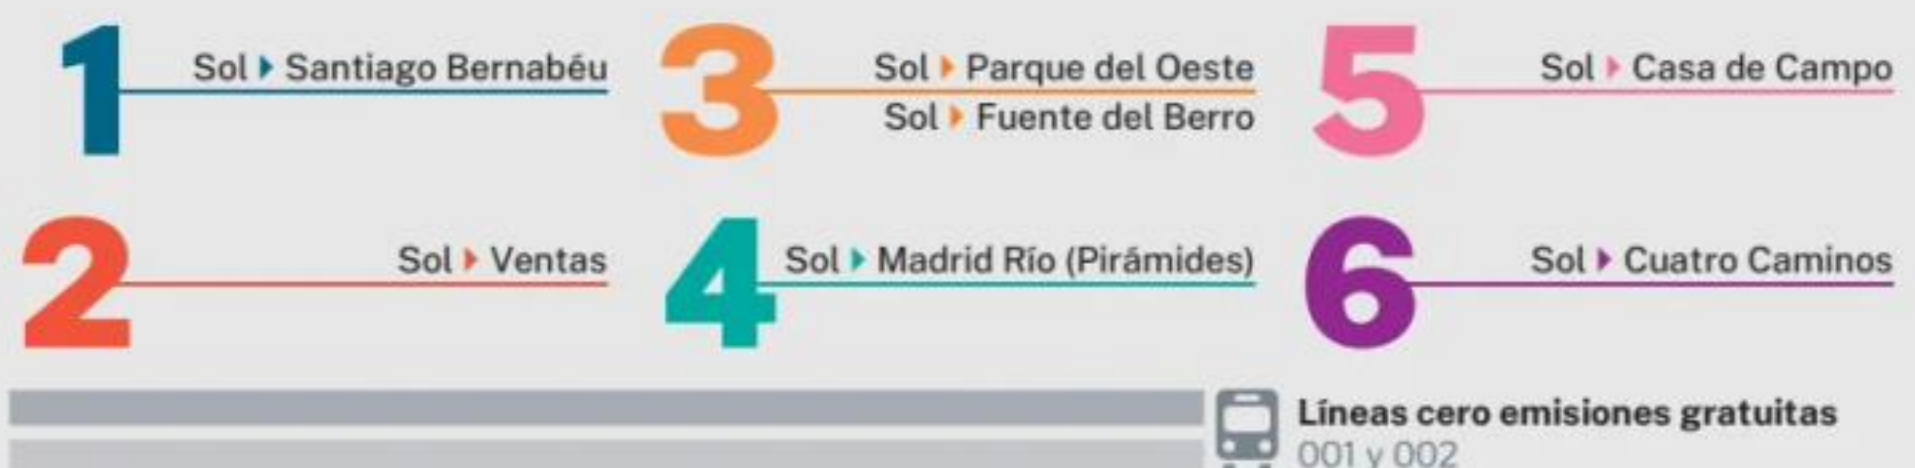 1
Sol ▸ Santiago Bernabéu
2
Sol ▸ Ventas
3
Sol ▸ Parque del Oeste
Sol ▸ Fuente del Berro
4
Sol ▸ Madrid Río (Pirámides)
5
Sol ▸ Casa de Campo
6
Sol ▸ Cuatro Caminos
Líneas cero emisiones gratuitas
001 y 002